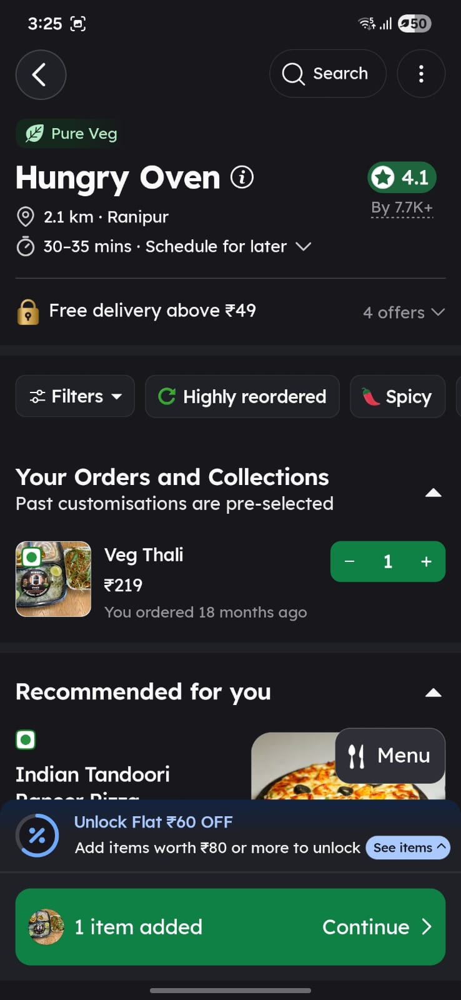 3:25
50
Search
Pure Veg
Hungry Oven
4.1
By 7.7K+
2.1 km · Ranipur
30–35 mins · Schedule for later
Free delivery above ₹49
4 offers
Filters
Highly reordered
Spicy
Your Orders and Collections
Past customisations are pre-selected
Veg Thali
₹219
You ordered 18 months ago
− 1 +
Recommended for you
Indian Tandoori
Paneer Pizza
Menu
Unlock Flat ₹60 OFF
Add items worth ₹80 or more to unlock
See items
1 item added
Continue